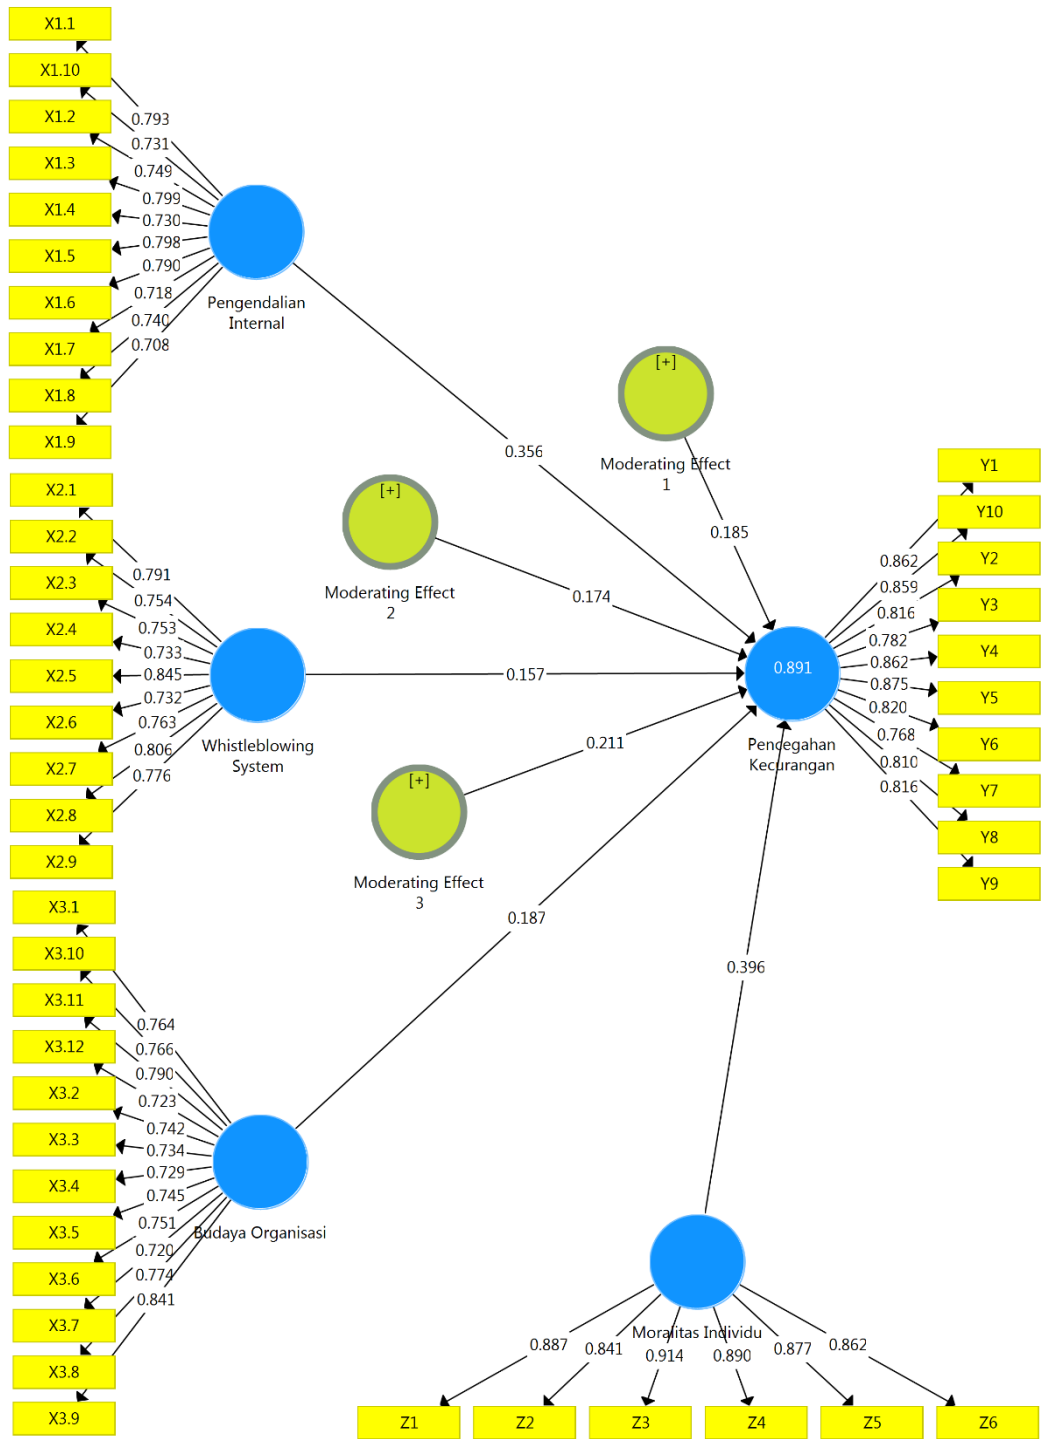 X1.1
X1.10
X1.2
X1.3
X1.4
X1.5
X1.6
X1.7
X1.8
X1.9
0.793
0.731
0.749
0.799
0.730
0.798
0.790
0.718
0.740
0.708
Pengendalian
Internal
0.356
[+]
Moderating Effect
1
0.185
X2.1
X2.2
X2.3
X2.4
X2.5
X2.6
X2.7
X2.8
X2.9
0.791
0.754
0.753
0.733
0.845
0.732
0.763
0.806
0.776
Whistleblowing
System
[+]
Moderating Effect
2
0.174
0.157
0.211
[+]
Moderating Effect
3
0.187
0.891
Pencegahan
Kecurangan
0.862
0.859
0.816
0.782
0.862
0.875
0.820
0.768
0.810
0.816
Y1
Y10
Y2
Y3
Y4
Y5
Y6
Y7
Y8
Y9
X3.1
X3.10
X3.11
X3.12
X3.2
X3.3
X3.4
X3.5
X3.6
X3.7
X3.8
X3.9
0.764
0.766
0.790
0.723
0.742
0.734
0.729
0.745
0.751
0.720
0.774
0.841
Budaya Organisasi
0.396
Moralitas Individu
0.887
0.841
0.914
0.890
0.877
0.862
Z1
Z2
Z3
Z4
Z5
Z6